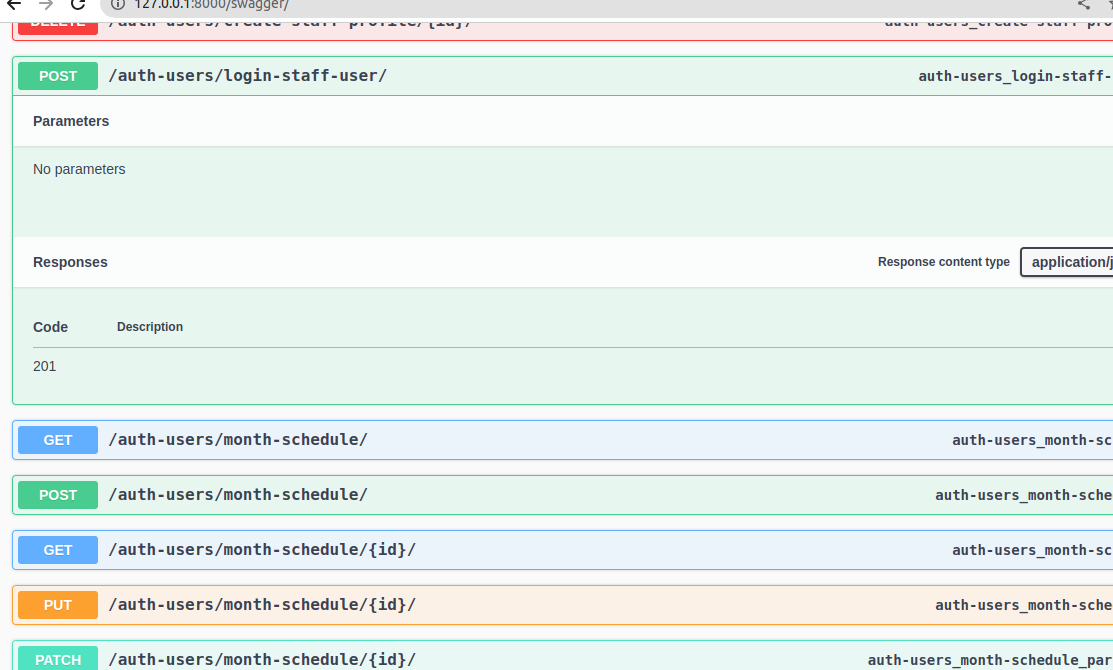 127.0.0.1:8000/swagger/
DELETE /auth-users/create-staff-profile/{id}/ auth-users_create-staff-pro
POST /auth-users/login-staff-user/ auth-users_login-staff-
Parameters
No parameters
Responses Response content type application/j
Code Description
201
GET /auth-users/month-schedule/ auth-users_month-sc
POST /auth-users/month-schedule/ auth-users_month-sche
GET /auth-users/month-schedule/{id}/ auth-users_month-sc
PUT /auth-users/month-schedule/{id}/ auth-users_month-sche
PATCH /auth-users/month-schedule/{id}/ auth-users_month-schedule_par